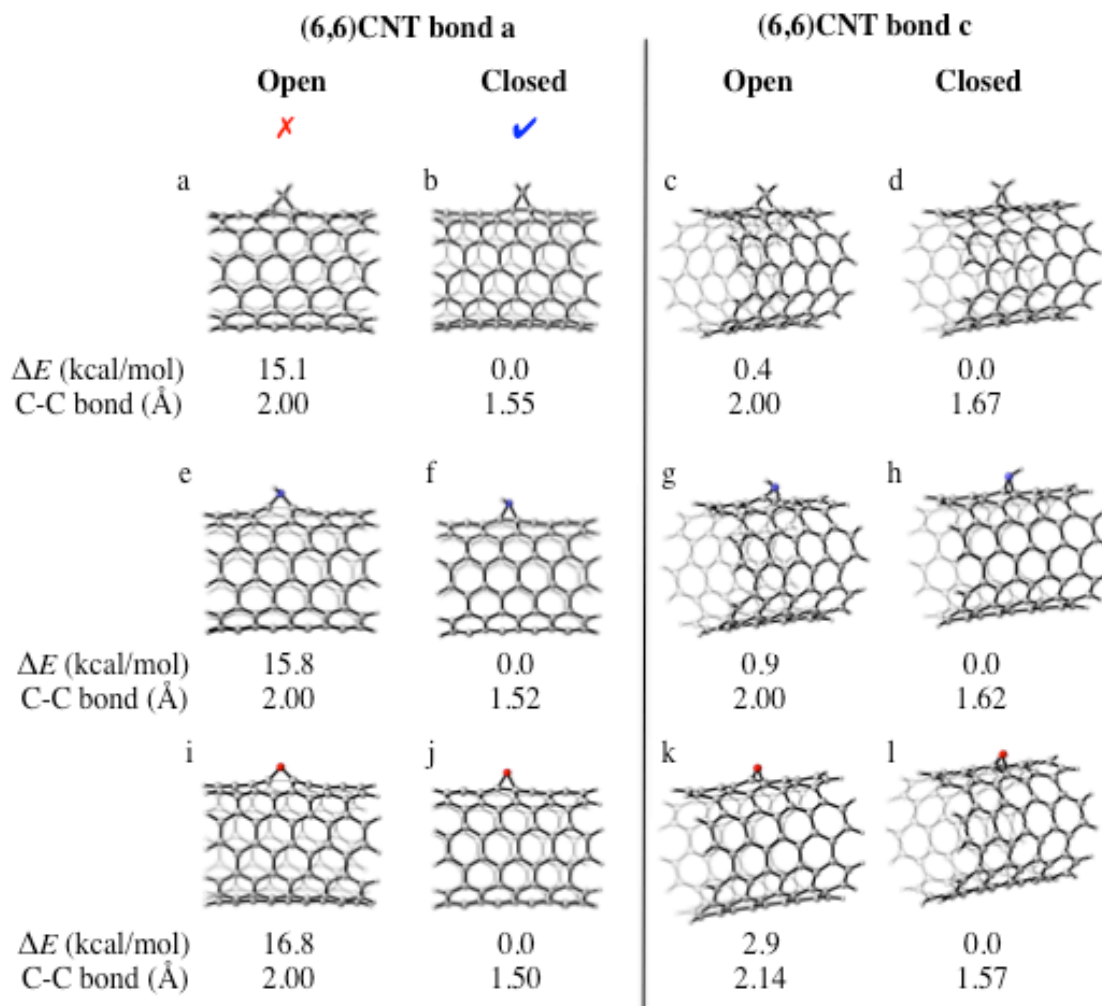 (6,6)CNT bond a (6,6)CNT bond c
Open Closed Open Closed
✗ ✔
a b c d
ΔE (kcal/mol) 15.1 0.0 0.4 0.0
C-C bond (Å) 2.00 1.55 2.00 1.67
e f g h
ΔE (kcal/mol) 15.8 0.0 0.9 0.0
C-C bond (Å) 2.00 1.52 2.00 1.62
i j k l
ΔE (kcal/mol) 16.8 0.0 2.9 0.0
C-C bond (Å) 2.00 1.50 2.14 1.57